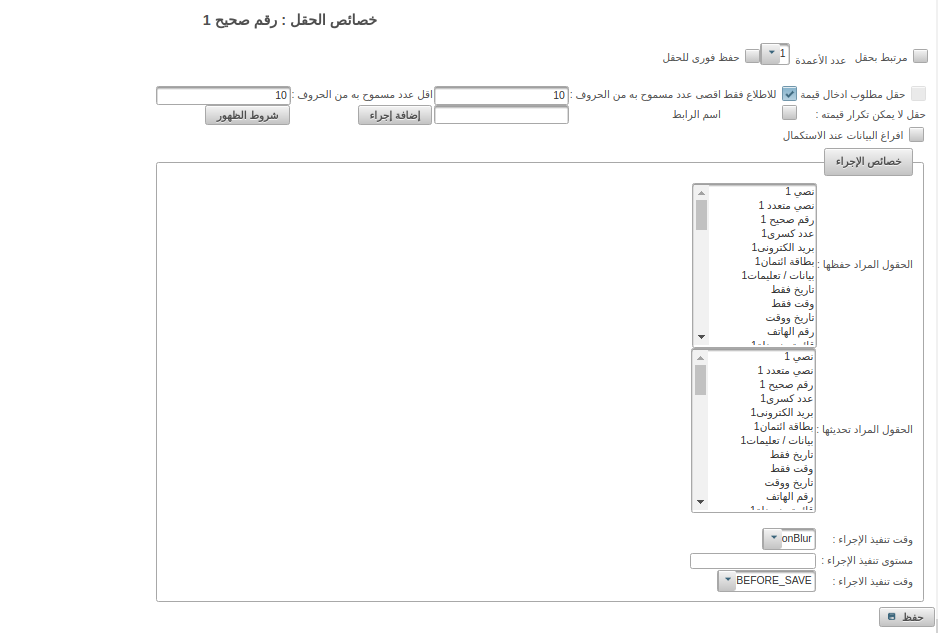 خصائص الحقل : رقم صحيح 1
مرتبط بحقل عدد الأعمدة 1 حفظ فورى للحقل
حقل مطلوب ادخال قيمة للاطلاع فقط اقصى عدد مسموح به من الحروف : 10 اقل عدد مسموح به من الحروف : 10
حقل لا يمكن تكرار قيمته : اسم الرابط إضافة إجراء شروط الظهور
افراغ البيانات عند الاستكمال
خصائص الإجراء
الحقول المراد حفظها :
نصي 1
نصي متعدد 1
رقم صحيح 1
عدد كسرى1
بريد الكترونى1
بطاقة ائتمان1
بيانات / تعليمات1
تاريخ فقط
وقت فقط
تاريخ ووقت
رقم الهاتف
الحقول المراد تحديثها :
نصي 1
نصي متعدد 1
رقم صحيح 1
عدد كسرى1
بريد الكترونى1
بطاقة ائتمان1
بيانات / تعليمات1
تاريخ فقط
وقت فقط
تاريخ ووقت
رقم الهاتف
وقت تنفيذ الإجراء : onBlur
مستوى تنفيذ الإجراء :
وقت تنفيذ الاجراء : BEFORE_SAVE
حفظ